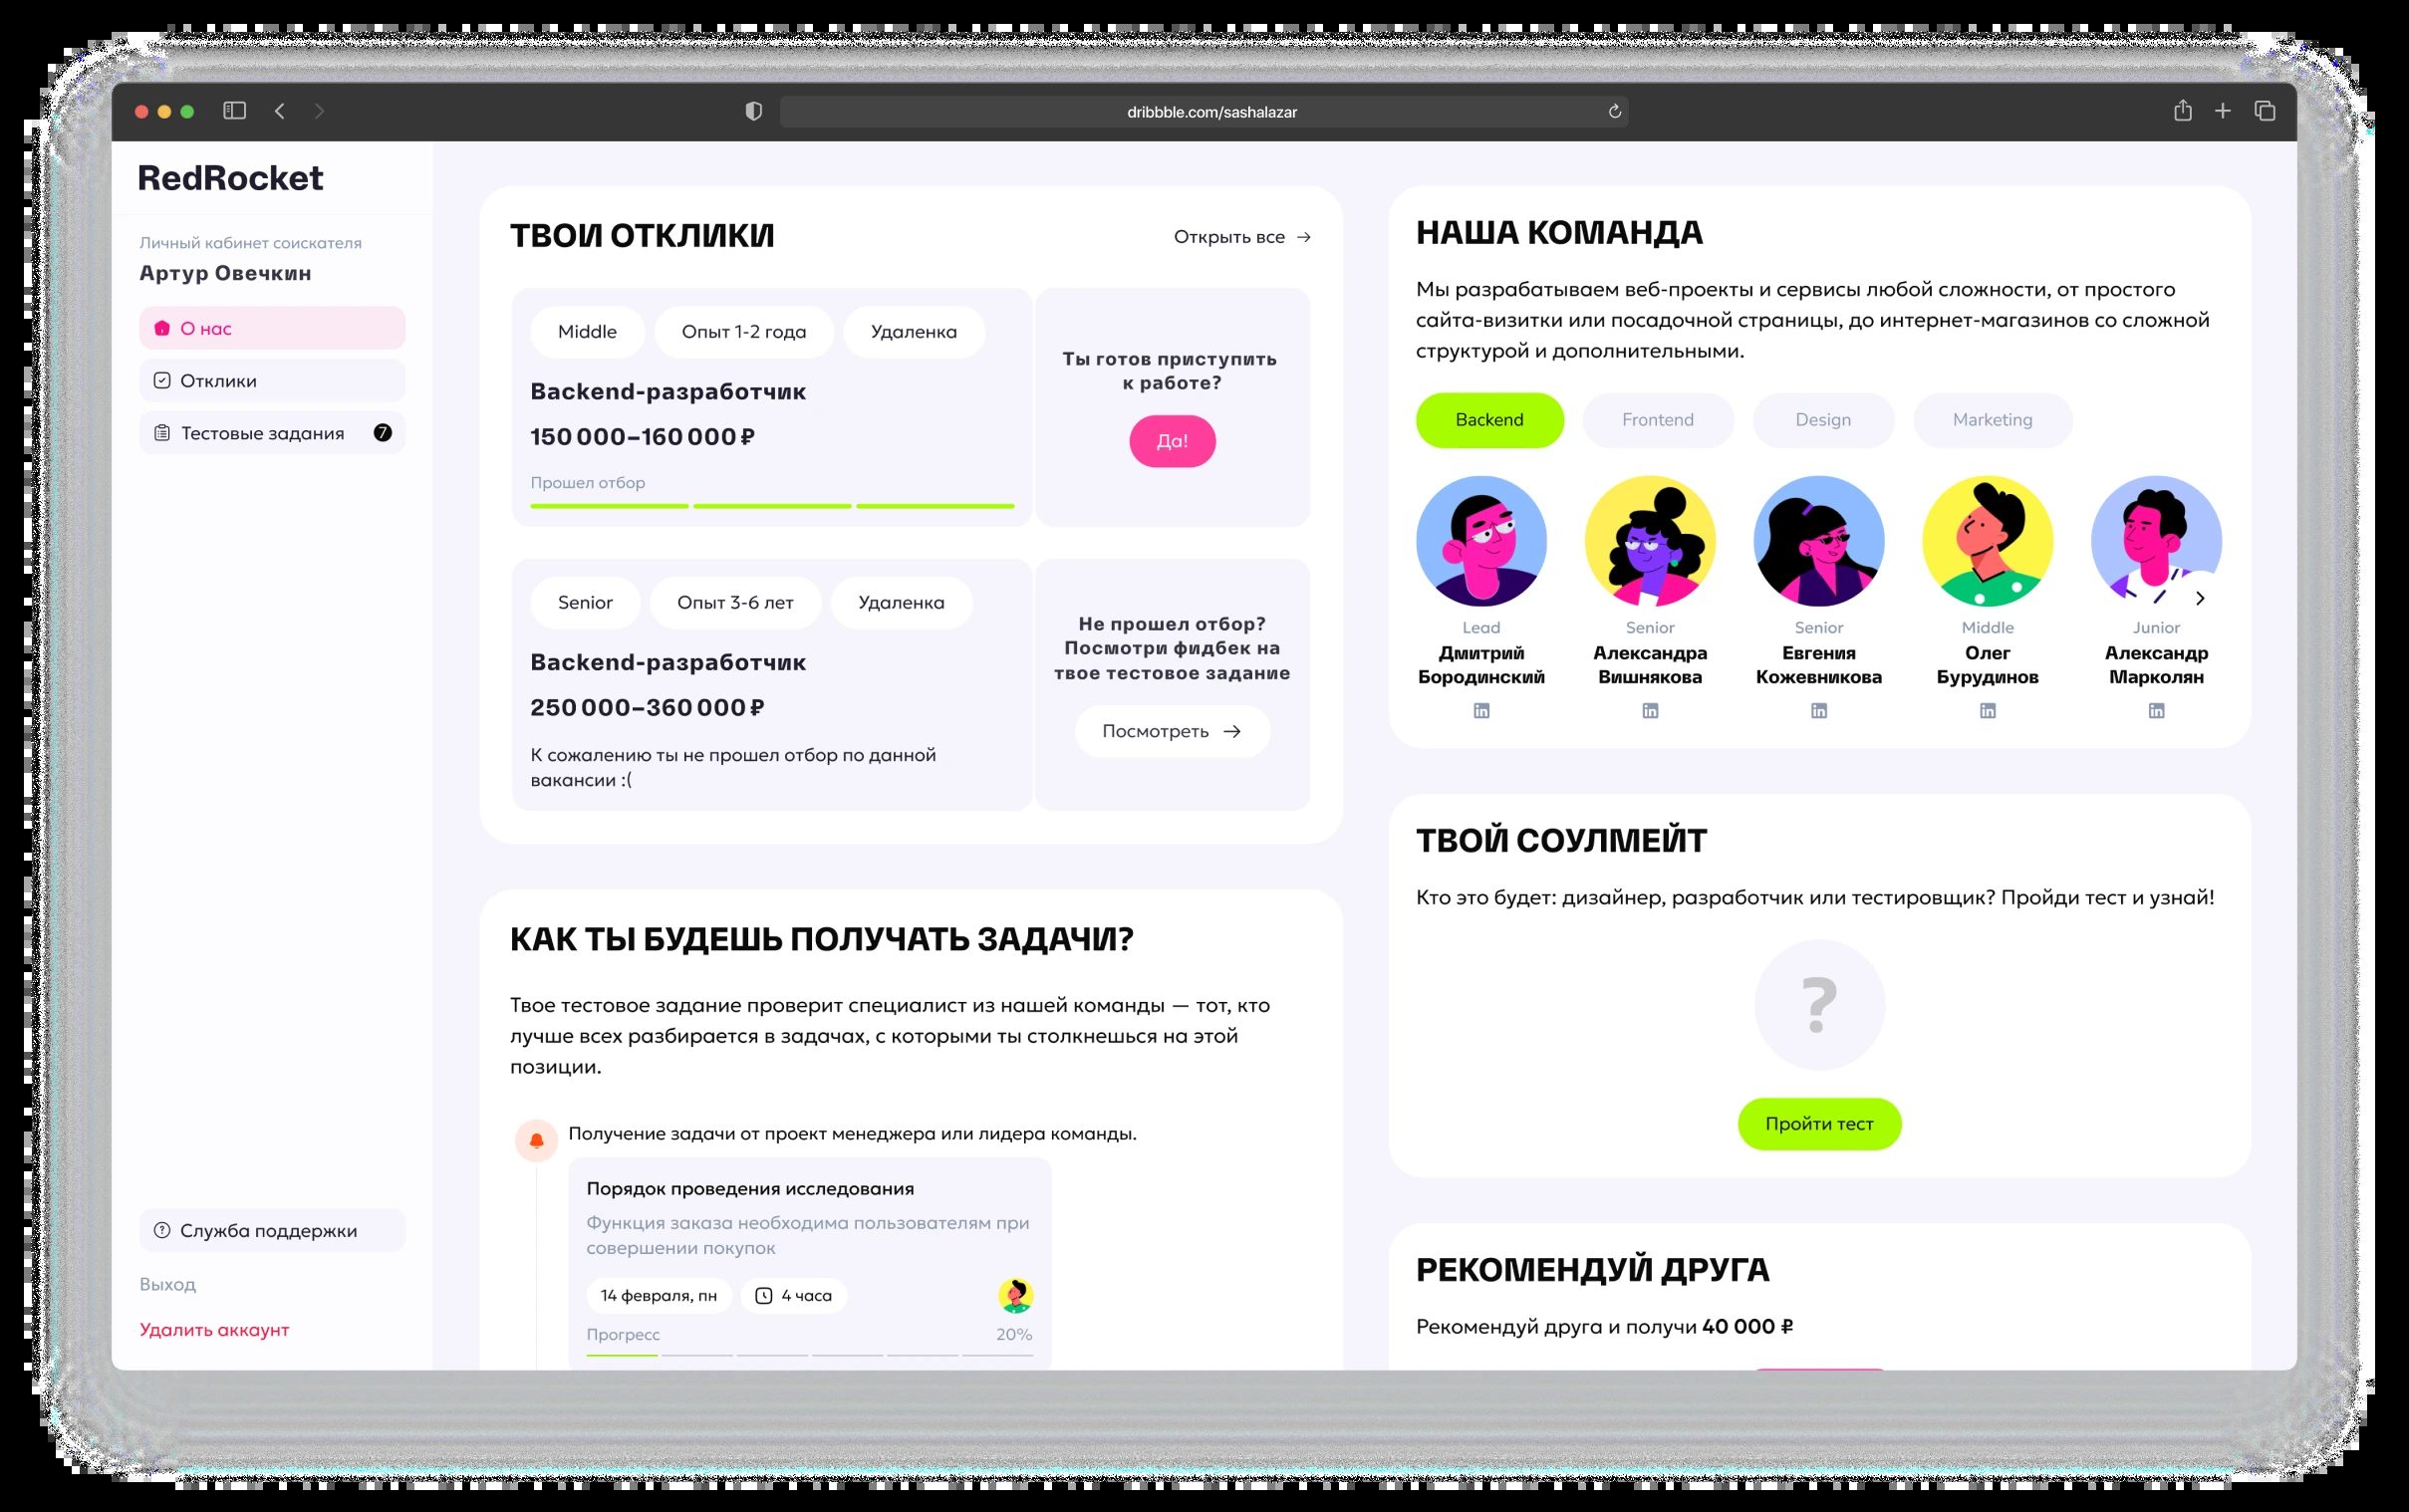 dribbble.com/sashalazar
RedRocket
Личный кабинет соискателя
Артур Овечкин
О нас
Отклики
Тестовые задания 7
Служба поддержки
Выход
Удалить аккаунт
ТВОИ ОТКЛИКИ
Открыть все →
Middle
Опыт 1-2 года
Удаленка
Backend-разработчик
150 000–160 000 ₽
Прошел отбор
Ты готов приступить
к работе?
Да!
Senior
Опыт 3-6 лет
Удаленка
Backend-разработчик
250 000–360 000 ₽
К сожалению ты не прошел отбор по данной
вакансии :(
Не прошел отбор?
Посмотри фидбек на
твое тестовое задание
Посмотреть →
КАК ТЫ БУДЕШЬ ПОЛУЧАТЬ ЗАДАЧИ?
Твое тестовое задание проверит специалист из нашей команды — тот, кто
лучше всех разбирается в задачах, с которыми ты столкнешься на этой
позиции.
Получение задачи от проект менеджера или лидера команды.
Порядок проведения исследования
Функция заказа необходима пользователям при
совершении покупок
14 февраля, пн
4 часа
Прогресс
20%
НАША КОМАНДА
Мы разрабатываем веб-проекты и сервисы любой сложности, от простого
сайта-визитки или посадочной страницы, до интернет-магазинов со сложной
структурой и дополнительными.
Backend
Frontend
Design
Marketing
Lead
Дмитрий
Бородинский
in
Senior
Александра
Вишнякова
in
Senior
Евгения
Кожевникова
in
Middle
Олег
Бурудинов
in
Junior
Александр
Марколян
in
ТВОЙ СОУЛМЕЙТ
Кто это будет: дизайнер, разработчик или тестировщик? Пройди тест и узнай!
?
Пройти тест
РЕКОМЕНДУЙ ДРУГА
Рекомендуй друга и получи 40 000 ₽